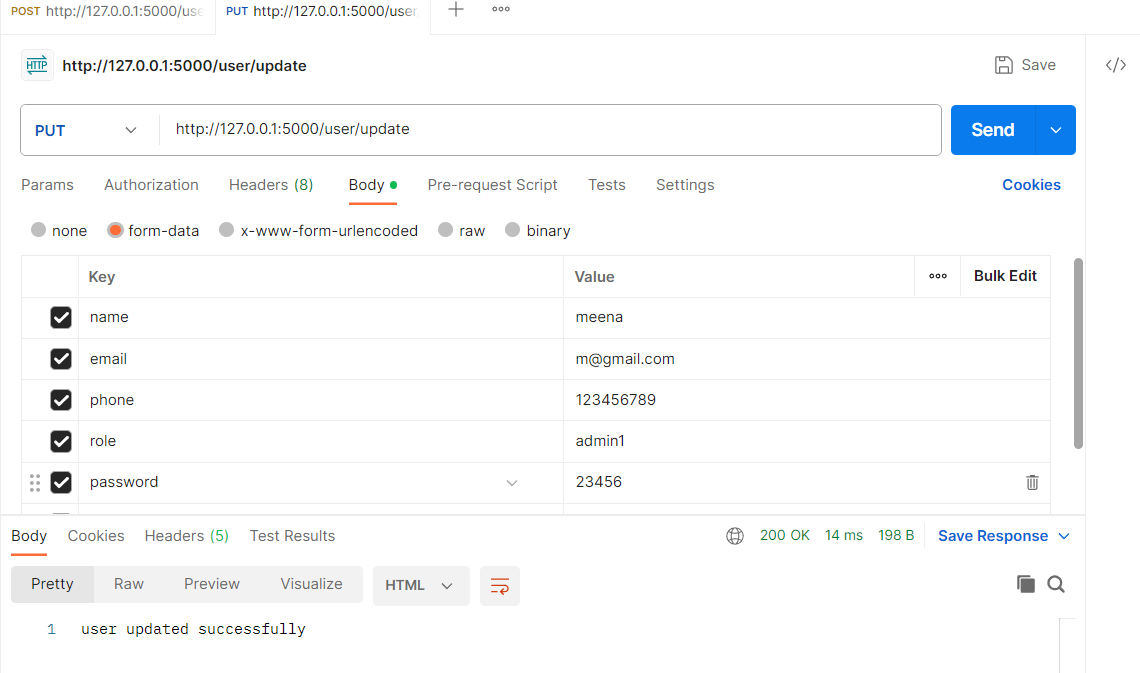 POST http://127.0.0.1:5000/use PUT http://127.0.0.1:5000/user
HTTP http://127.0.0.1:5000/user/update Save </>
PUT http://127.0.0.1:5000/user/update Send
Params Authorization Headers (8) Body Pre-request Script Tests Settings Cookies
none form-data x-www-form-urlencoded raw binary
Key Value Bulk Edit
name meena
email m@gmail.com
phone 123456789
role admin1
password 23456
Body Cookies Headers (5) Test Results 200 OK 14 ms 198 B Save Response
Pretty Raw Preview Visualize HTML
1 user updated successfully